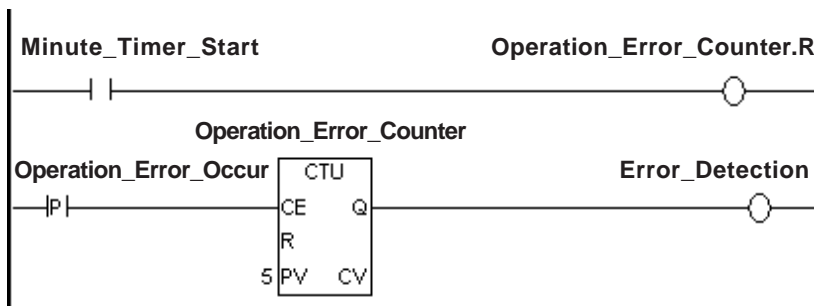 Minute_Timer_Start Operation_Error_Counter.R
Operation_Error_Counter
Operation_Error_Occur CTU Error_Detection
P CE Q
R
5 PV CV